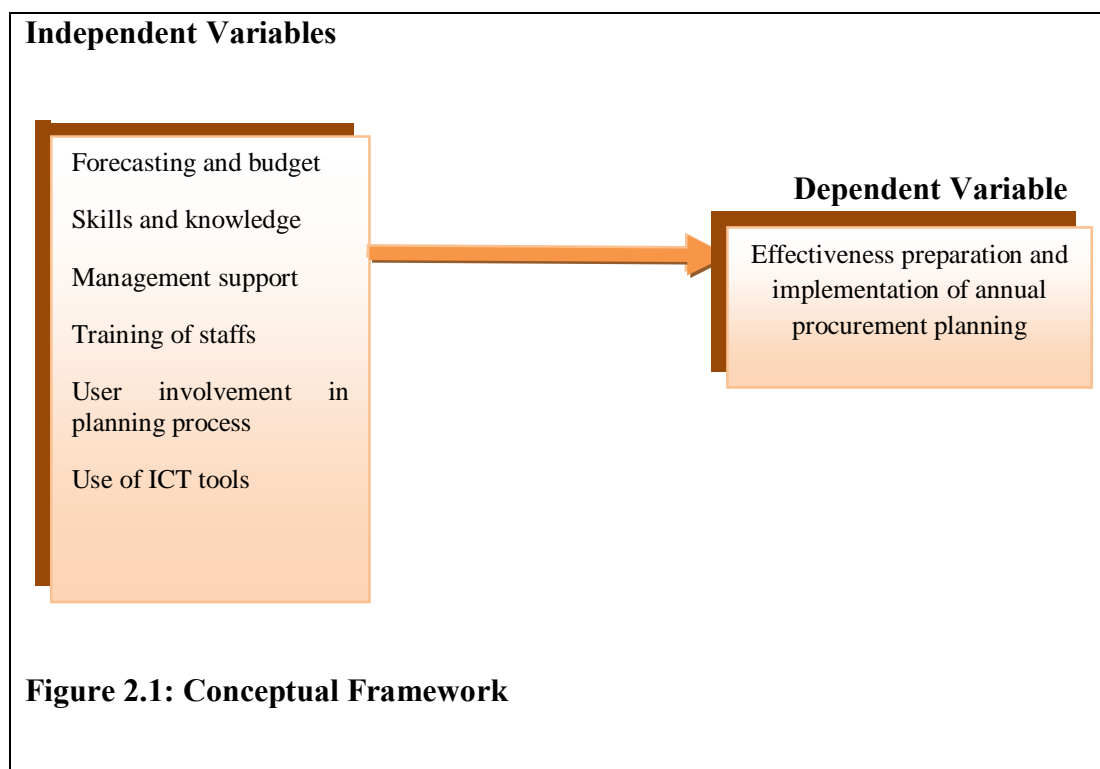 Independent Variables
Forecasting and budget
Skills and knowledge
Management support
Training of staffs
User involvement in
planning process
Use of ICT tools
Dependent Variable
Effectiveness preparation and
implementation of annual
procurement planning
Figure 2.1: Conceptual Framework